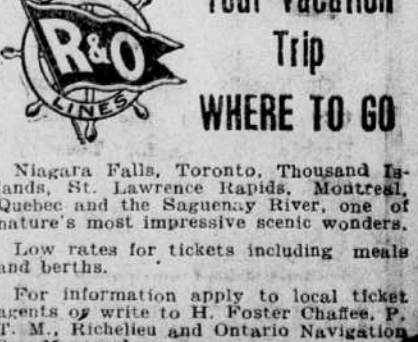 R&O
LINES
Your Vacation
Trip
WHERE TO GO
Niagara Falls, Toronto, Thousand Is-
lands, St. Lawrence Rapids, Montreal,
Quebec and the Saguenay River, one of
nature's most impressive scenic wonders.
Low rates for tickets including meals
and berths.
For information apply to local ticket
agents or write to H. Foster Chaffee, P.
T. M., Richelieu and Ontario Navigation